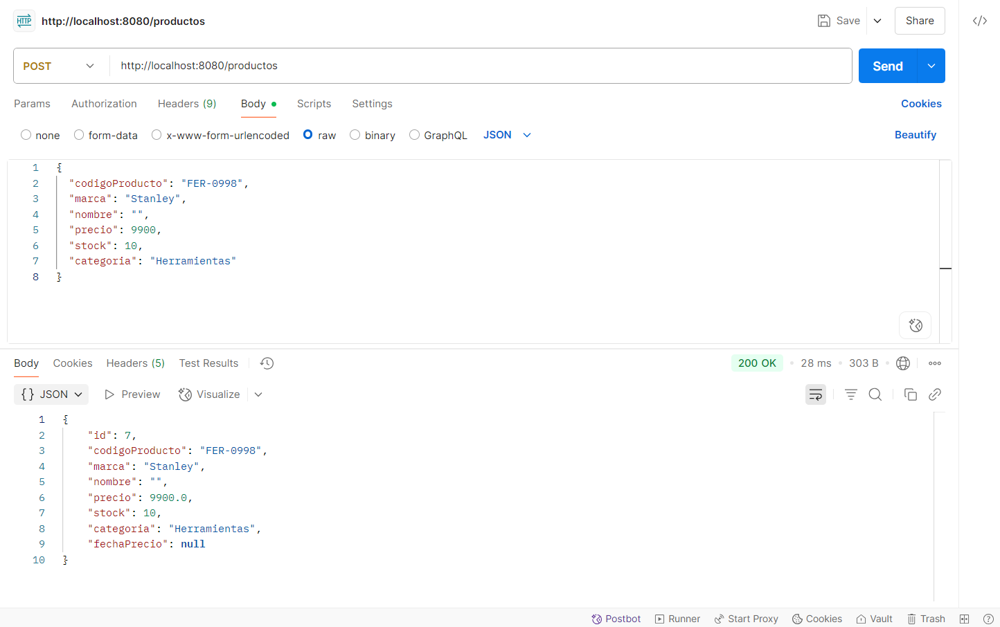 HTTP http://localhost:8080/productos Save Share
POST http://localhost:8080/productos Send
Params Authorization Headers (9) Body Scripts Settings Cookies
none form-data x-www-form-urlencoded raw binary GraphQL JSON Beautify
1 {
2 "codigoProducto": "FER-0998",
3 "marca": "Stanley",
4 "nombre": "",
5 "precio": 9900,
6 "stock": 10,
7 "categoria": "Herramientas"
8 }
Body Cookies Headers (5) Test Results 200 OK 28 ms 303 B
{} JSON Preview Visualize
1 {
2 "id": 7,
3 "codigoProducto": "FER-0998",
4 "marca": "Stanley",
5 "nombre": "",
6 "precio": 9900.0,
7 "stock": 10,
8 "categoria": "Herramientas",
9 "fechaPrecio": null
10 }
Postbot Runner Start Proxy Cookies Vault Trash